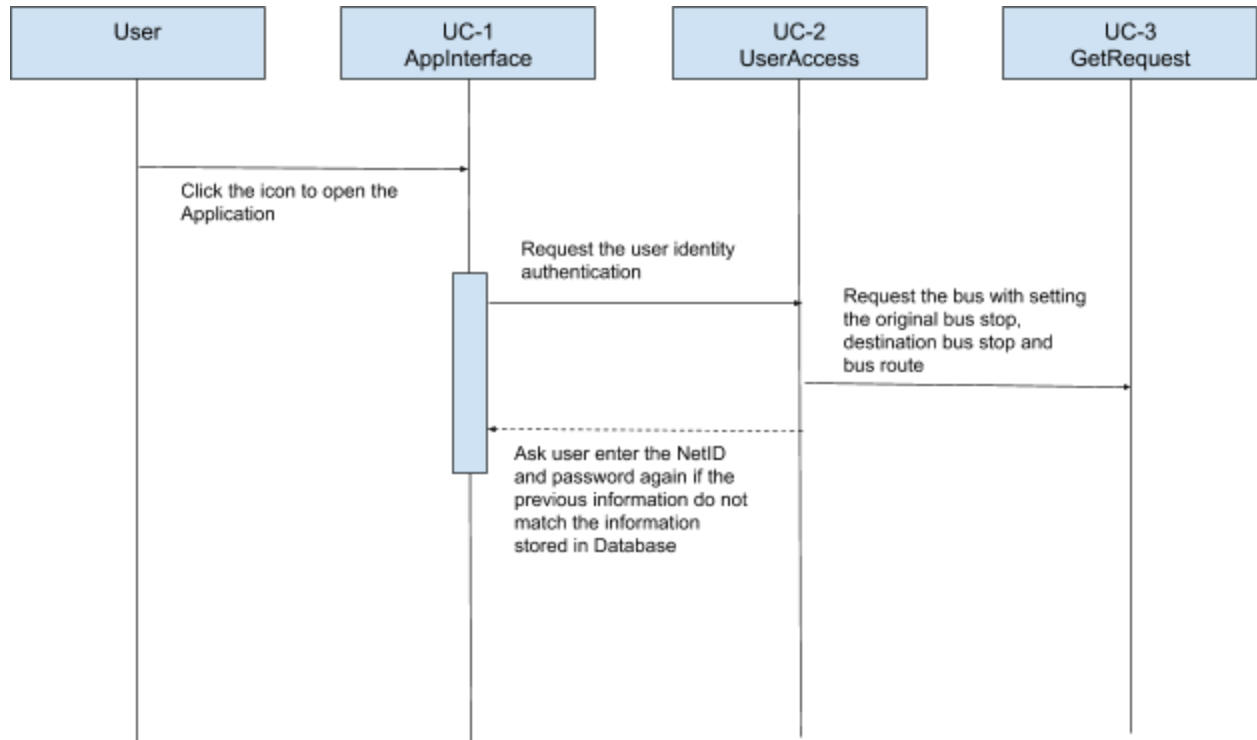 User
UC-1
AppInterface
UC-2
UserAccess
UC-3
GetRequest
Click the icon to open the
Application
Request the user identity
authentication
Request the bus with setting
the original bus stop,
destination bus stop and
bus route
Ask user enter the NetID
and password again if the
previous information do not
match the information
stored in Database